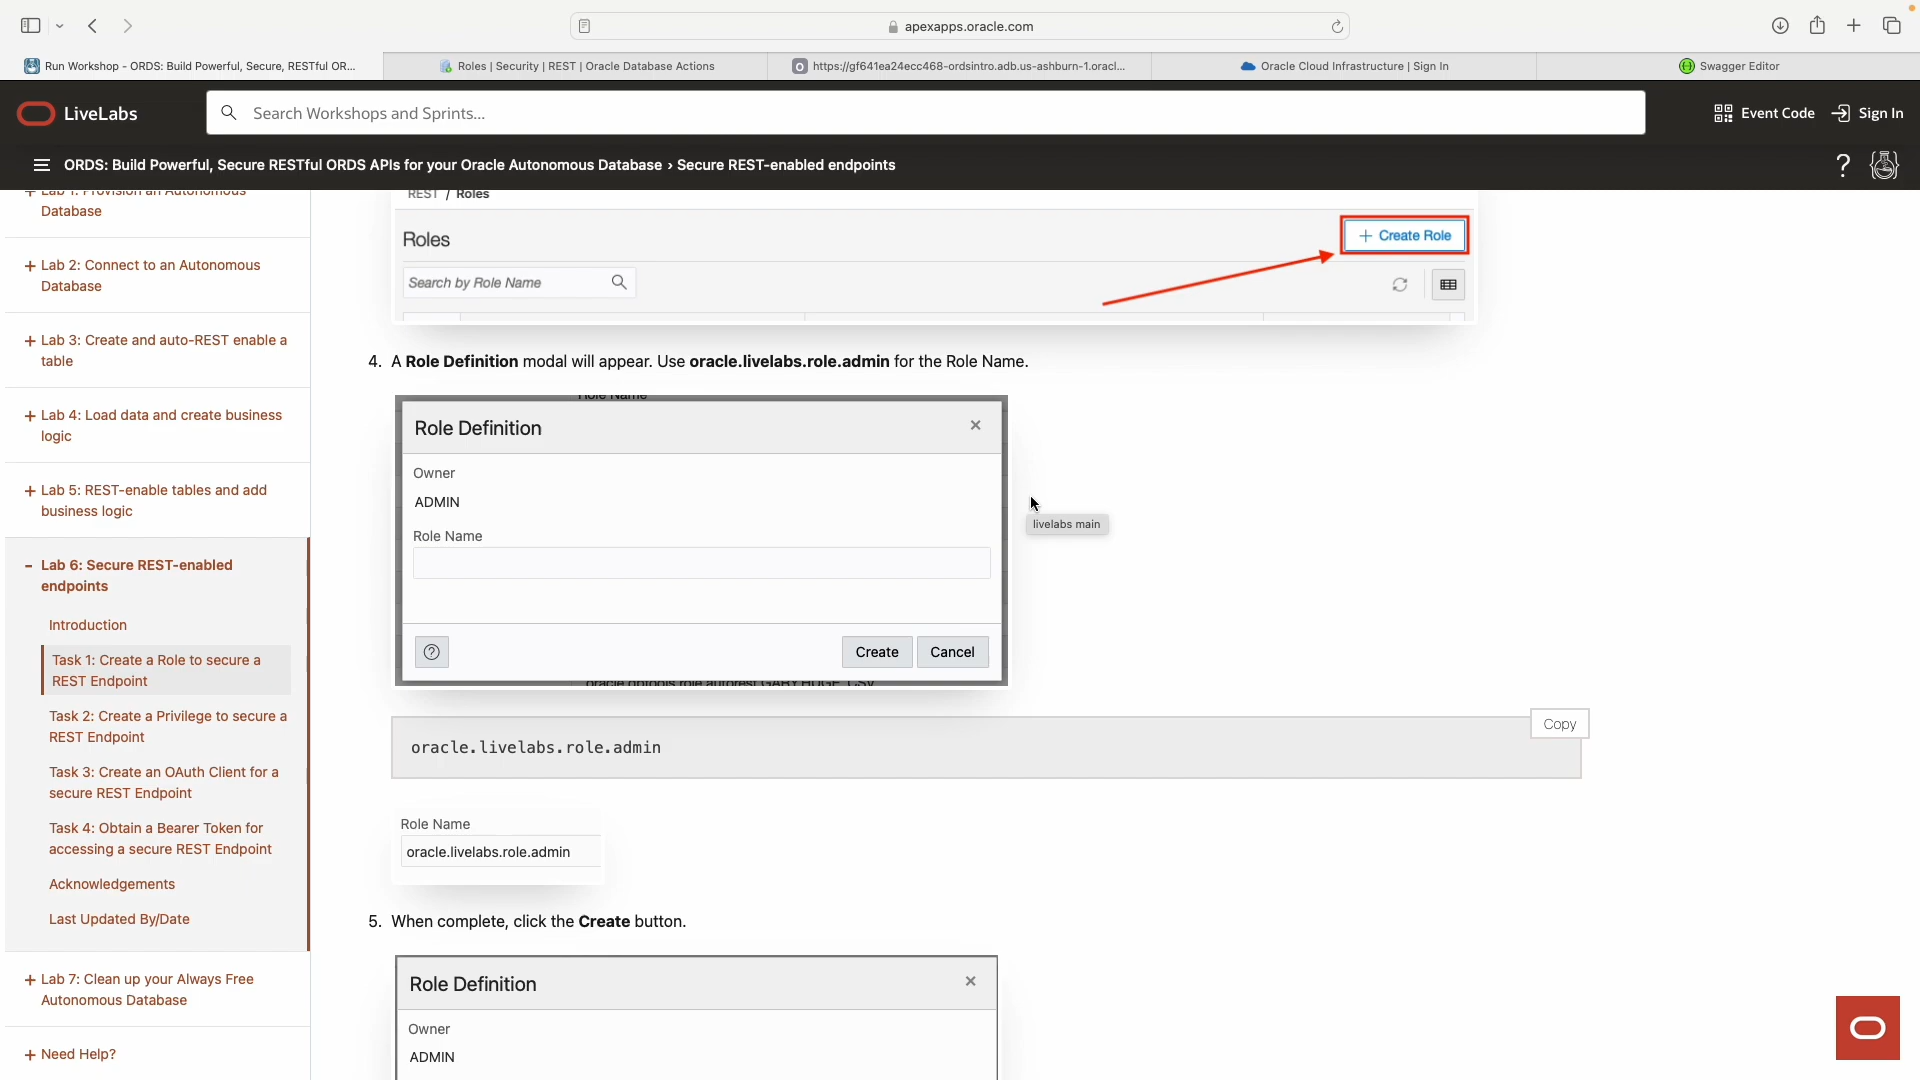 apexapps.oracle.com
Run Workshop - ORDS: Build Powerful, Secure, RESTful OR...
Roles | Security | REST | Oracle Database Actions
https://gf641ea24ecc468-ordsintro.adb.us-ashburn-1.oracl...
Oracle Cloud Infrastructure | Sign In
Swagger Editor
LiveLabs
Search Workshops and Sprints...
Event Code
Sign In
ORDS: Build Powerful, Secure RESTful ORDS APIs for your Oracle Autonomous Database › Secure REST-enabled endpoints
?
+ Lab 1: Provision an Autonomous
Database
+ Lab 2: Connect to an Autonomous
Database
+ Lab 3: Create and auto-REST enable a
table
+ Lab 4: Load data and create business
logic
+ Lab 5: REST-enable tables and add
business logic
- Lab 6: Secure REST-enabled
endpoints
Introduction
Task 1: Create a Role to secure a
REST Endpoint
Task 2: Create a Privilege to secure a
REST Endpoint
Task 3: Create an OAuth Client for a
secure REST Endpoint
Task 4: Obtain a Bearer Token for
accessing a secure REST Endpoint
Acknowledgements
Last Updated By/Date
+ Lab 7: Clean up your Always Free
Autonomous Database
+ Need Help?
REST / Roles
Roles
+ Create Role
Search by Role Name
4. A Role Definition modal will appear. Use oracle.livelabs.role.admin for the Role Name.
Role Name
Role Definition
Owner
ADMIN
Role Name
?
Create
Cancel
livelabs main
Copy
oracle.livelabs.role.admin
Role Name
oracle.livelabs.role.admin
5. When complete, click the Create button.
Role Definition
Owner
ADMIN